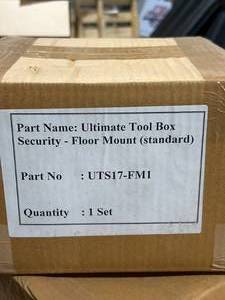 Part Name: Ultimate Tool Box
Security - Floor Mount (standard)
Part No : UTS17-FM1
Quantity : 1 Set